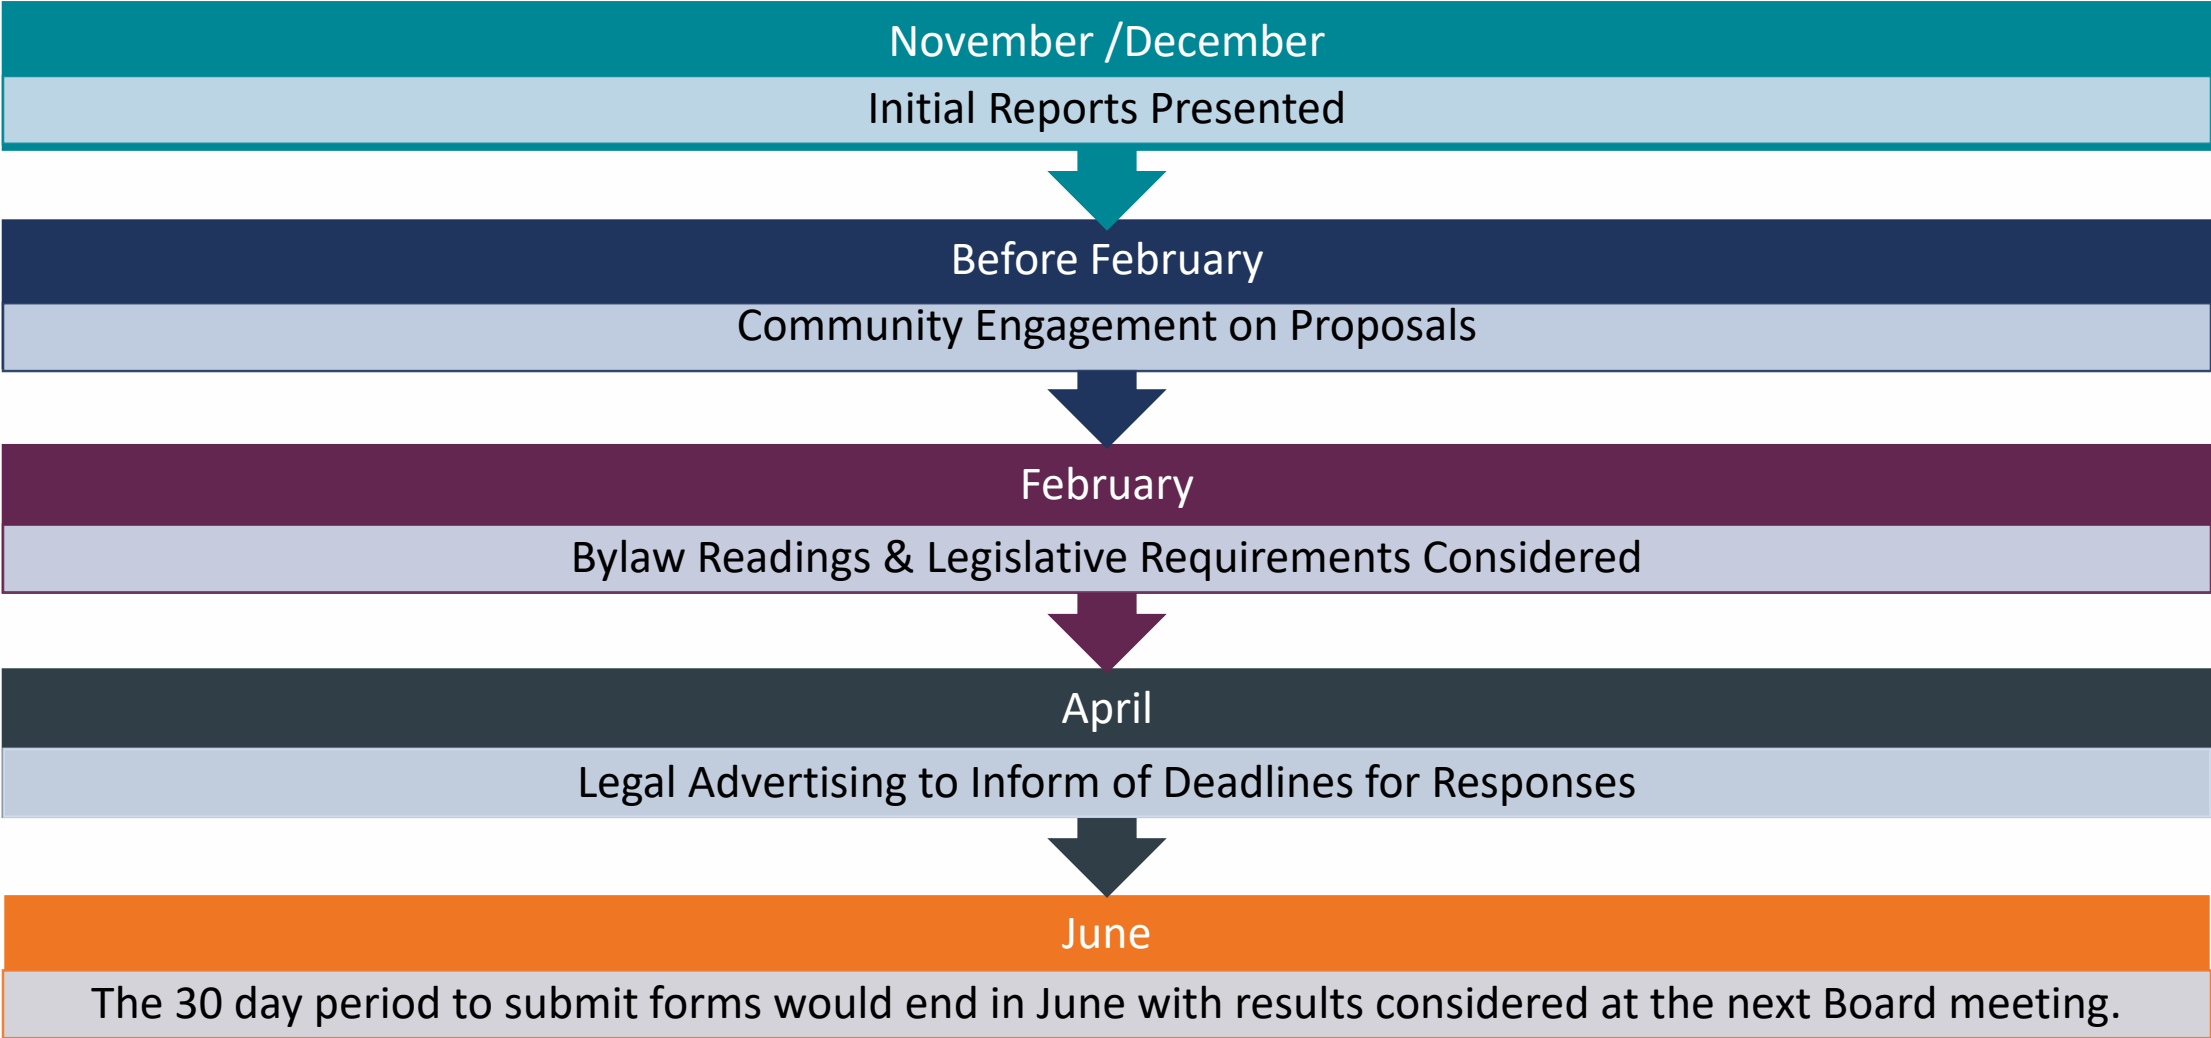 November /December
Initial Reports Presented
Before February
Community Engagement on Proposals
February
Bylaw Readings & Legislative Requirements Considered
April
Legal Advertising to Inform of Deadlines for Responses
June
The 30 day period to submit forms would end in June with results considered at the next Board meeting.